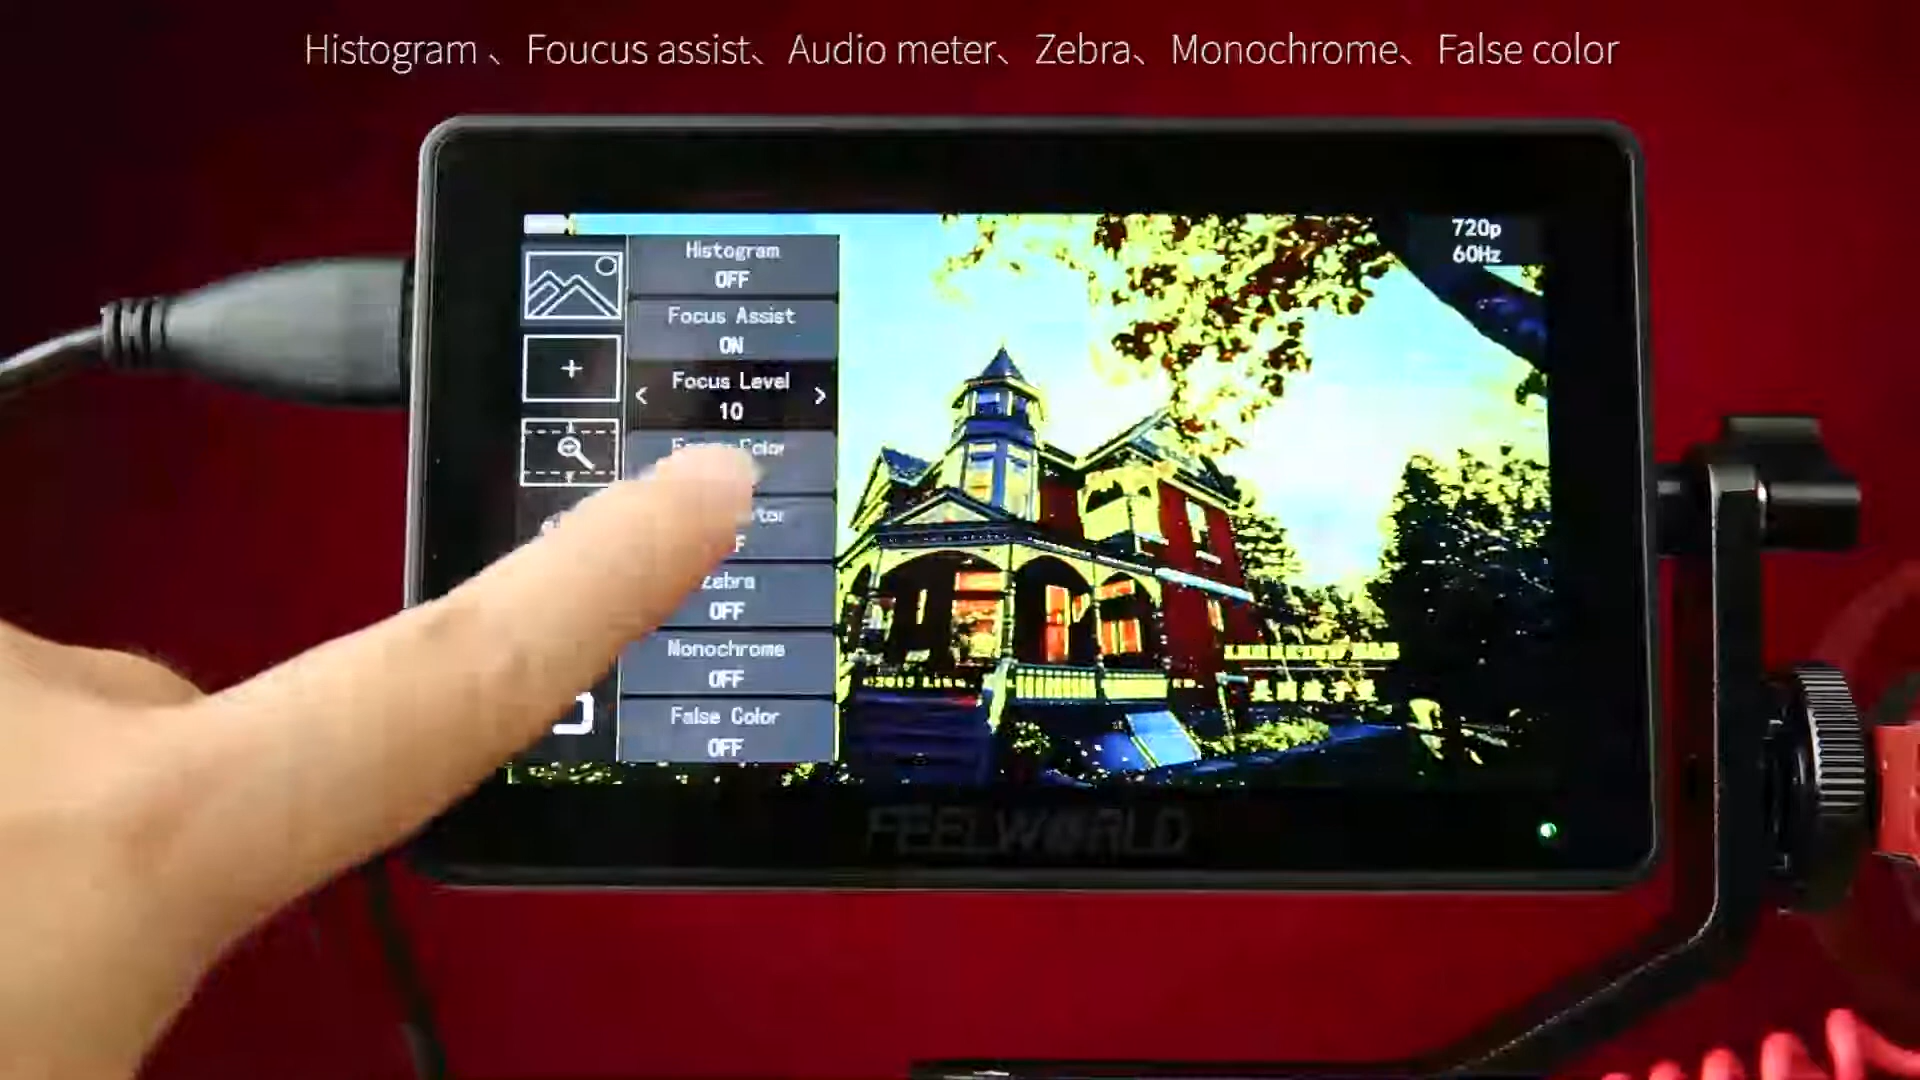 Histogram 、Foucus assist、Audio meter、Zebra、Monochrome、False color
720p
60Hz
Histogram
OFF
Focus Assist
ON
< Focus Level >
10
Color
Zebra
OFF
Monochrome
OFF
False Color
OFF
FEELWORLD